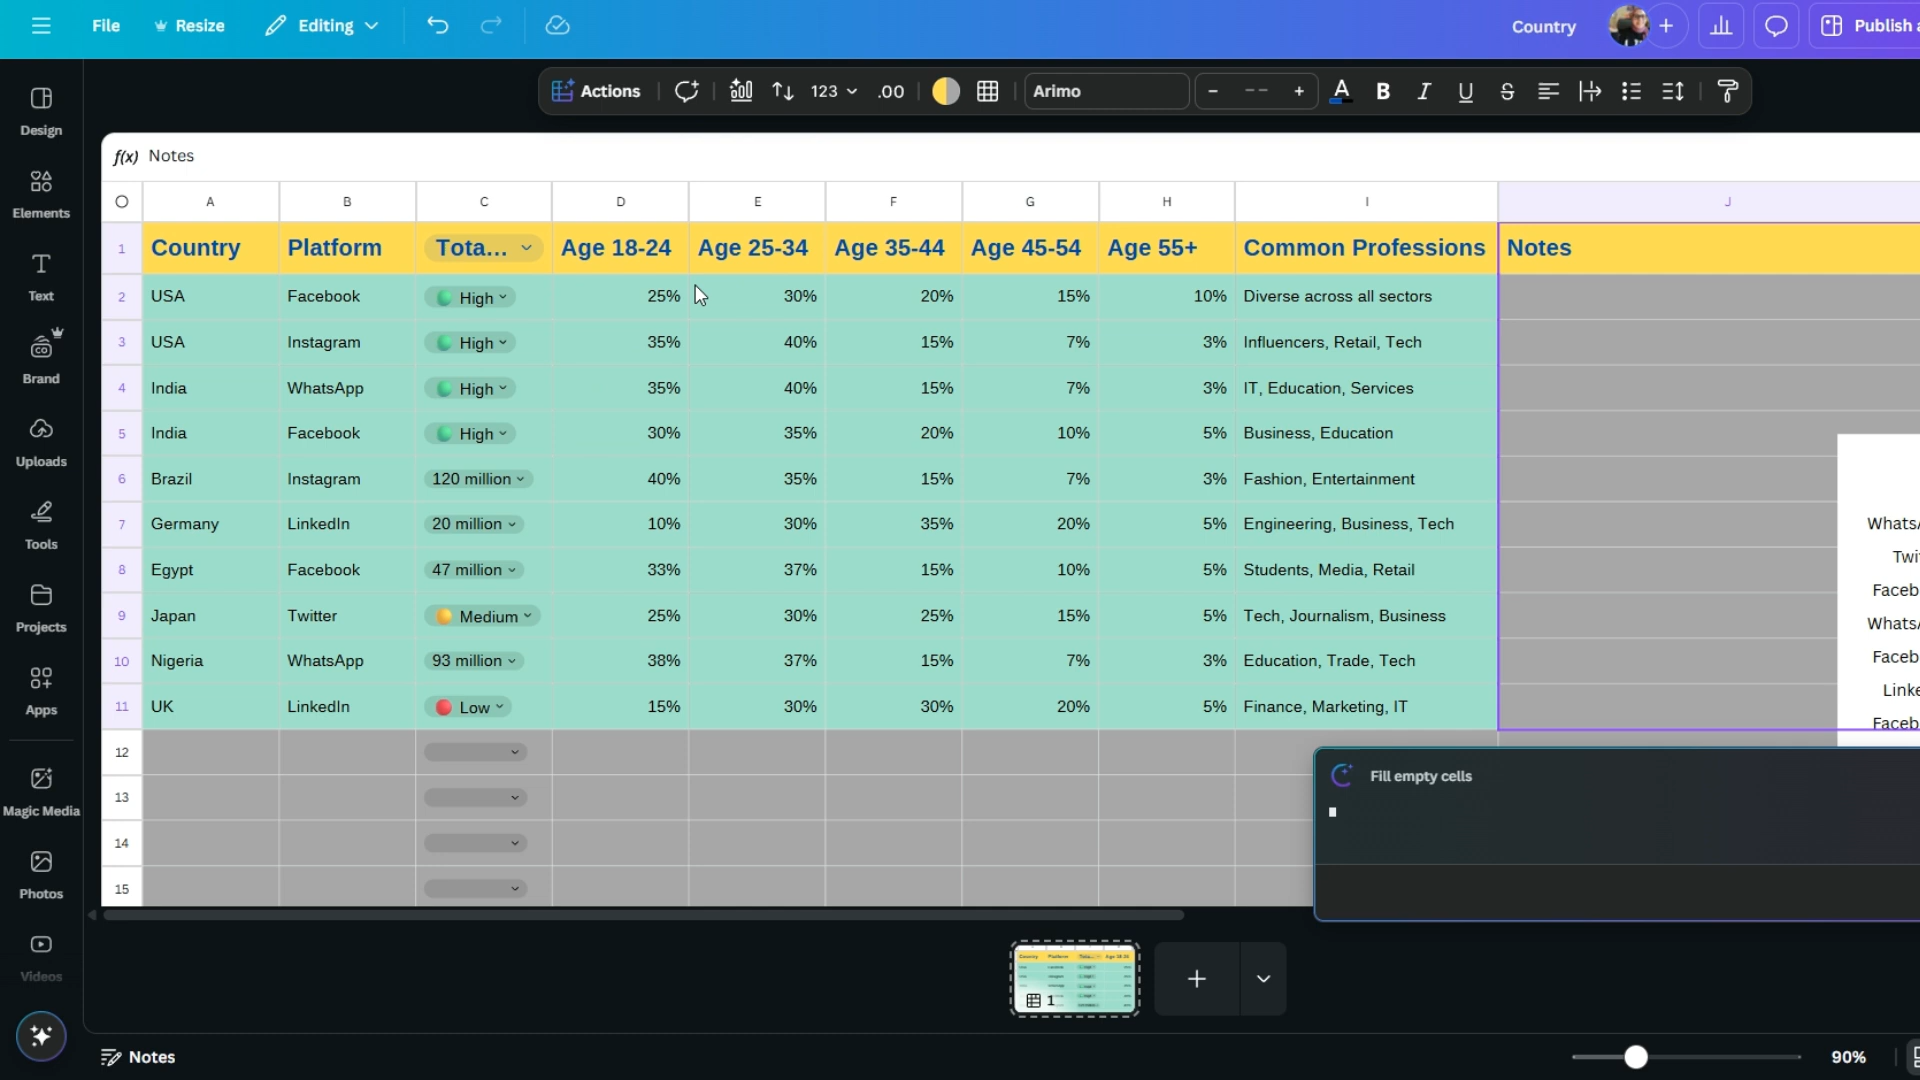 File Resize Editing Country Publish a
Actions 123 .00 Arimo – -- + A B I U S
Design
Elements
Text
Brand
Uploads
Tools
Projects
Apps
Magic Media
Photos
Videos
f(x) Notes
A B C D E F G H I J
1 Country Platform Tota... Age 18-24 Age 25-34 Age 35-44 Age 45-54 Age 55+ Common Professions Notes
2 USA Facebook High 25% 30% 20% 15% 10% Diverse across all sectors
3 USA Instagram High 35% 40% 15% 7% 3% Influencers, Retail, Tech
4 India WhatsApp High 35% 40% 15% 7% 3% IT, Education, Services
5 India Facebook High 30% 35% 20% 10% 5% Business, Education
6 Brazil Instagram 120 million 40% 35% 15% 7% 3% Fashion, Entertainment
7 Germany LinkedIn 20 million 10% 30% 35% 20% 5% Engineering, Business, Tech
8 Egypt Facebook 47 million 33% 37% 15% 10% 5% Students, Media, Retail
9 Japan Twitter Medium 25% 30% 25% 15% 5% Tech, Journalism, Business
10 Nigeria WhatsApp 93 million 38% 37% 15% 7% 3% Education, Trade, Tech
11 UK LinkedIn Low 15% 30% 30% 20% 5% Finance, Marketing, IT
12
13
14
15
Whats
Twi
Faceb
Whats
Faceb
Linke
Faceb
Fill empty cells
1
Notes
90%